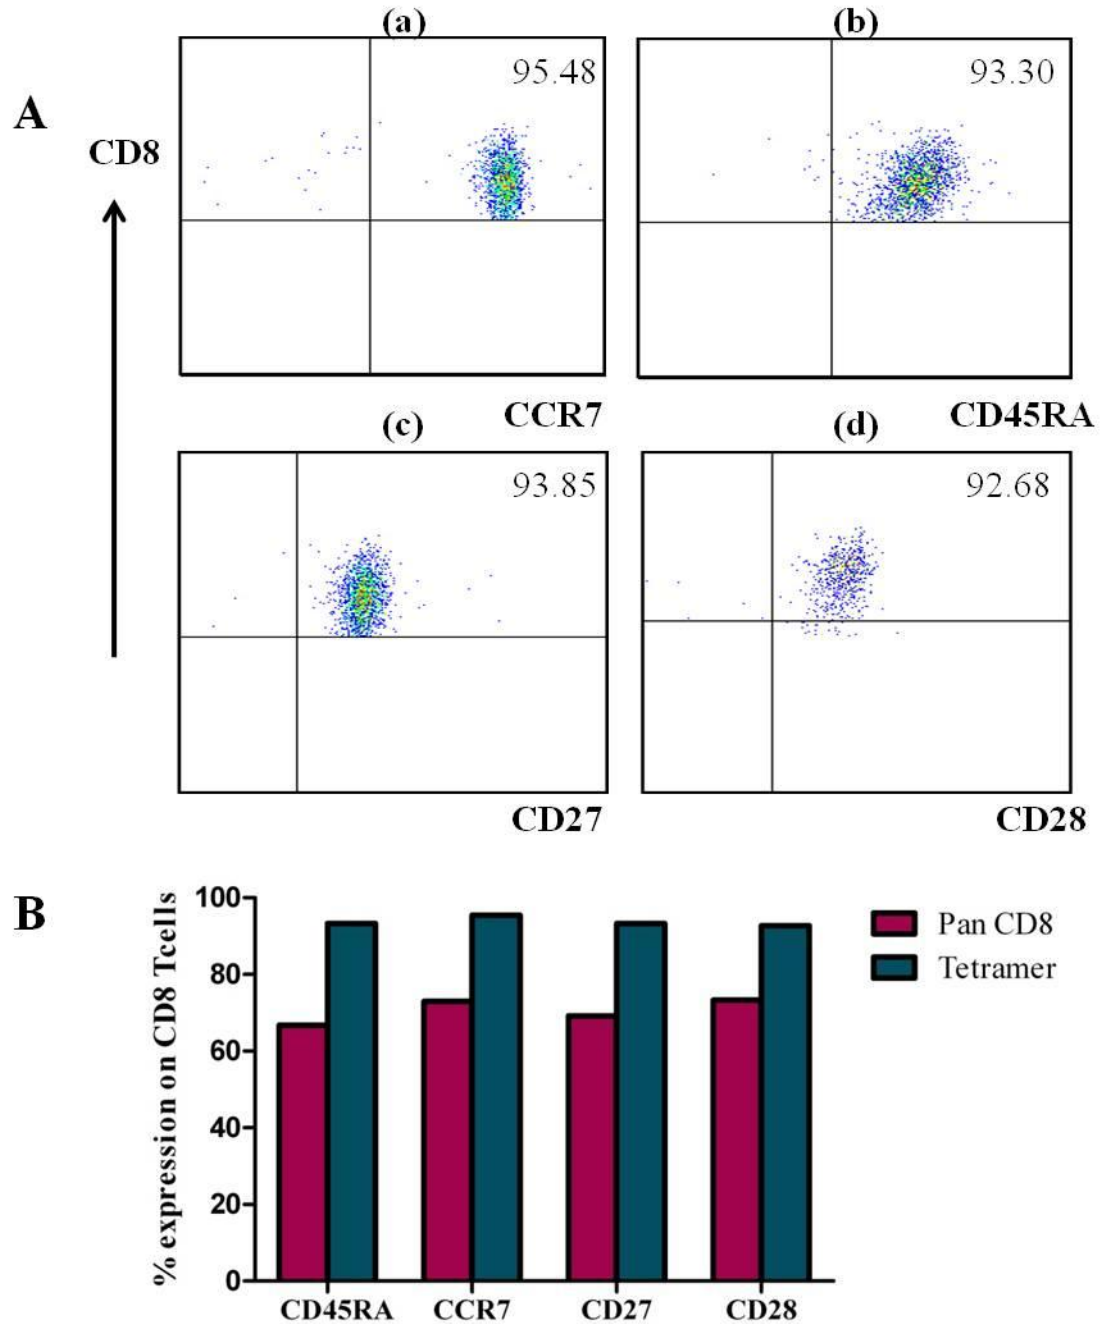 (a)
(b)
A
CD8
95.48
93.30
CCR7
CD45RA
(c)
(d)
93.85
92.68
CD27
CD28
B
% expression on CD8 Tcells
100
80
60
40
20
0
CD45RA
CCR7
CD27
CD28
Pan CD8
Tetramer